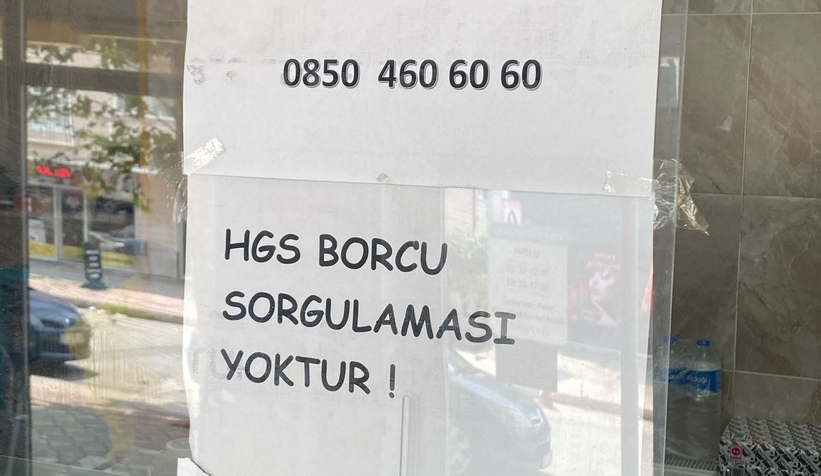 0850 460 60 60
HGS BORCU
SORGULAMASI
YOKTUR !